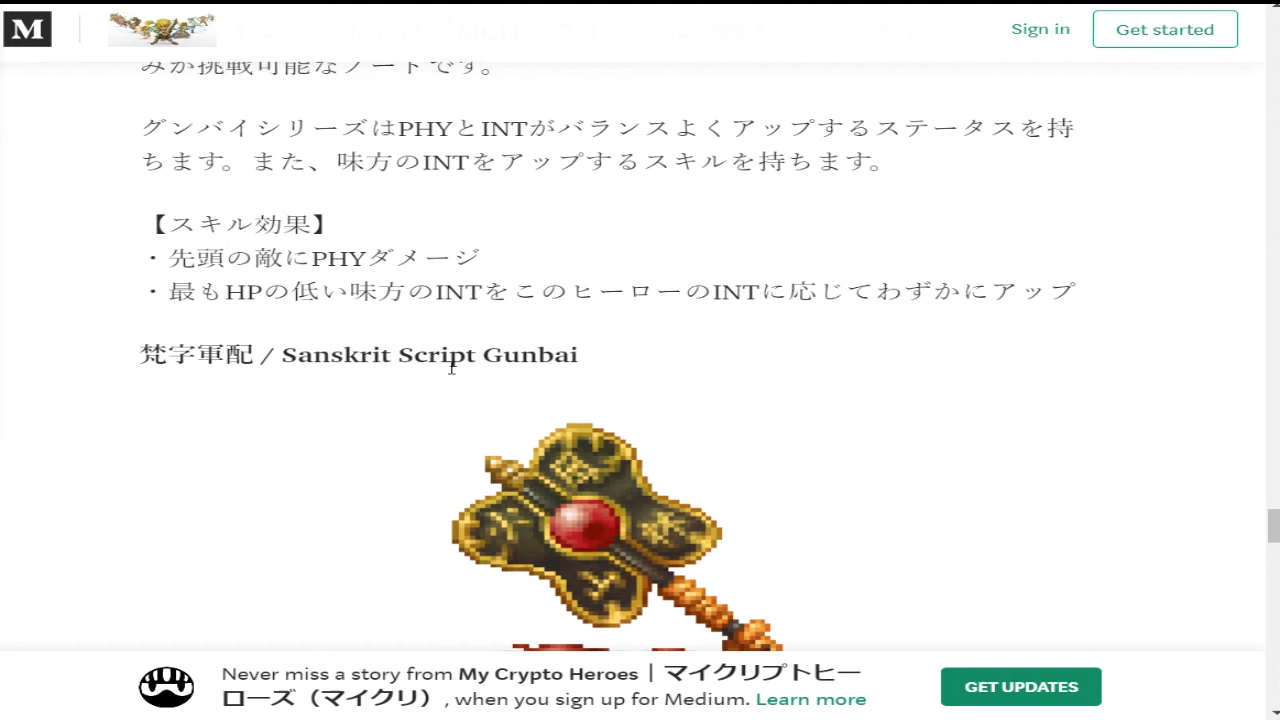 M
Sign in
Get started
みが挑戦可能なノートです。
グンバイシリーズはPHYとINTがバランスよくアップするステータスを持
ちます。また、味方のINTをアップするスキルを持ちます。
【スキル効果】
・先頭の敵にPHYダメージ
・最もHPの低い味方のINTをこのヒーローのINTに応じてわずかにアップ
梵字軍配 / Sanskrit Script Gunbai
Never miss a story from My Crypto Heroes | マイクリプトヒー
ローズ（マイクリ）, when you sign up for Medium. Learn more
GET UPDATES